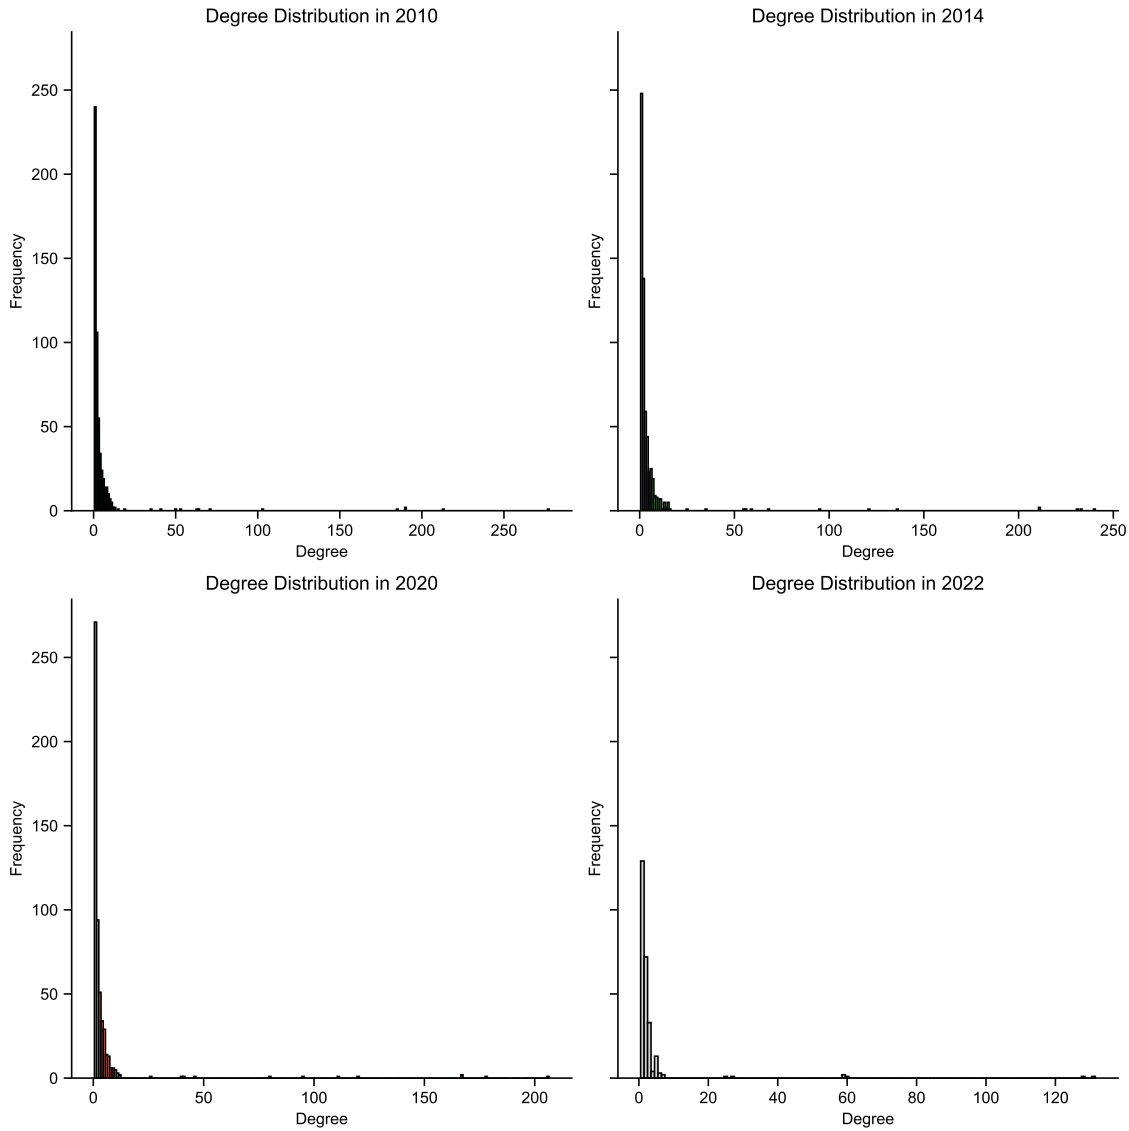 Degree Distribution in 2010
250
200
150
100
50
0
Frequency
0 50 100 150 200 250
Degree
Degree Distribution in 2014
Frequency
0 50 100 150 200 250
Degree
Degree Distribution in 2020
250
200
150
100
50
0
Frequency
0 50 100 150 200
Degree
Degree Distribution in 2022
Frequency
0 20 40 60 80 100 120
Degree